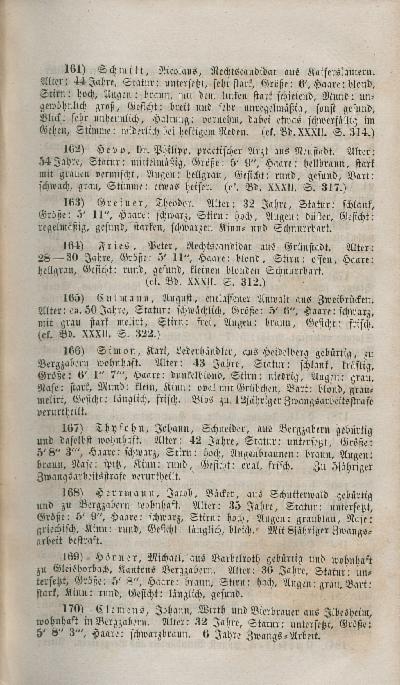 161) Schmitt, Nicolaus, Rechtscandidat aus Kaiserslautern.
Alter: 44 Jahre, Statur: untersetzt, sehr stark, Größe: 6', Haare: blond,
Stirn: hoch, Augen: braun, auf dem linken stark schielend, Mund: un-
gewöhnlich groß, Gesicht: breit und sehr unregelmäßig, sonst gesund,
Blick: sehr unheimlich, Haltung: vornehm, dabei etwas schwerfällig im
Gehen, Stimme: widerlich bei heftigem Reden. (cf. Bd. XXXII. S. 314.)
162) Hepp, Dr. Philipp, practischer Arzt aus Neustadt. Alter:
54 Jahre, Statur: mittelmäßig, Größe: 5' 9", Haare: hellbraun, stark
mit grauen vermischt, Augen: hellgrau, Gesicht: rund, gesund, Bart:
schwach, grau, Stimme: etwas heiser. (cf. Bd. XXXII. S. 317.)
163) Greiner, Theodor. Alter: 32 Jahre, Statur: schlank,
Größe: 5' 11", Haare: schwarz, Stirn: hoch, Augen: düster, Gesicht:
regelmäßig, gesund, starken, schwarzen Kinn- und Schnurrbart.
164) Fries, Peter, Rechtscandidat aus Grünstadt. Alter:
28—30 Jahre, Größe: 5' 11", Haare: blond, Stirn: offen, Haare:
hellgrau, Gesicht: rund, gesund, kleinen blonden Schnurrbart.
(cf. Bd. XXXII. S. 312.)
165) Culmann, August, entlassener Anwalt aus Zweibrücken.
Alter: ca. 50 Jahre, Statur: schwächlich, Größe: 5' 6", Haare: schwarz,
mit grau stark melirt, Stirn: frei, Augen: braun, Gesicht: frisch.
(cf. Bd. XXXII. S. 322.)
166) Simon, Karl, Lederhändler, aus Heidelberg gebürtig, zu
Bergzabern wohnhaft. Alter: 43 Jahre, Statur: schlank, kräftig,
Größe: 6' 1" 7"', Haare: dunkelblond, Stirn: niedrig, Augen: grau,
Nase: stark, Mund: klein, Kinn: oval mit Grübchen, Bart: blond, grau-
melirt, Gesicht: länglich, frisch. Bios zu 12jähriger Zwangsarbeitsstrafe
verurtheilt.
167) Thyfohn, Johann, Schneider, aus Bergzabern gebürtig
und daselbst wohnhaft. Alter: 42 Jahre, Statur: untersetzt, Größe:
5' 8" 3"', Haare: schwarz, Stirn: hoch, Augenbraunen: braun, Augen:
braun, Nase: spitz, Kinn: rund, Gesicht: oval, frisch. Zu 5jähriger
Zwangsarbeitsstrafe verurtheilt.
168) Herrmann, Jacob, Bäcker, aus Schutterwald gebürtig
und zu Bergzabern wohnhaft. Alter: 35 Jahre, Statur: untersetzt,
Größe: 5' 9", Haare: schwarz, Stirn: hoch, Augen: graublau, Nase:
griechisch, Kinn: rund, Gesicht: länglich, bleich. Mit 8jähriger Zwangs-
arbeit bestraft.
169) Hörner, Michael, aus Barbelroth gebürtig und wohnhaft
zu Gleishorbach, Kantons Bergzabern. Alter: 36 Jahre, Statur: un-
tersetzt, Größe: 5' 8", Haare: braun, Stirn: hoch, Augen: grau, Bart:
stark, Kinn: rund, Gesicht: länglich, gesund.
170) Clemens, Johann, Wirth und Bierbrauer aus Ilbesheim,
wohnhaft in Bergzabern. Alter: 32 Jahre, Statur: untersetzt, Größe:
5' 8" 3"', Haare: schwarzbraun. 6 Jahre Zwangs-Arbeit.